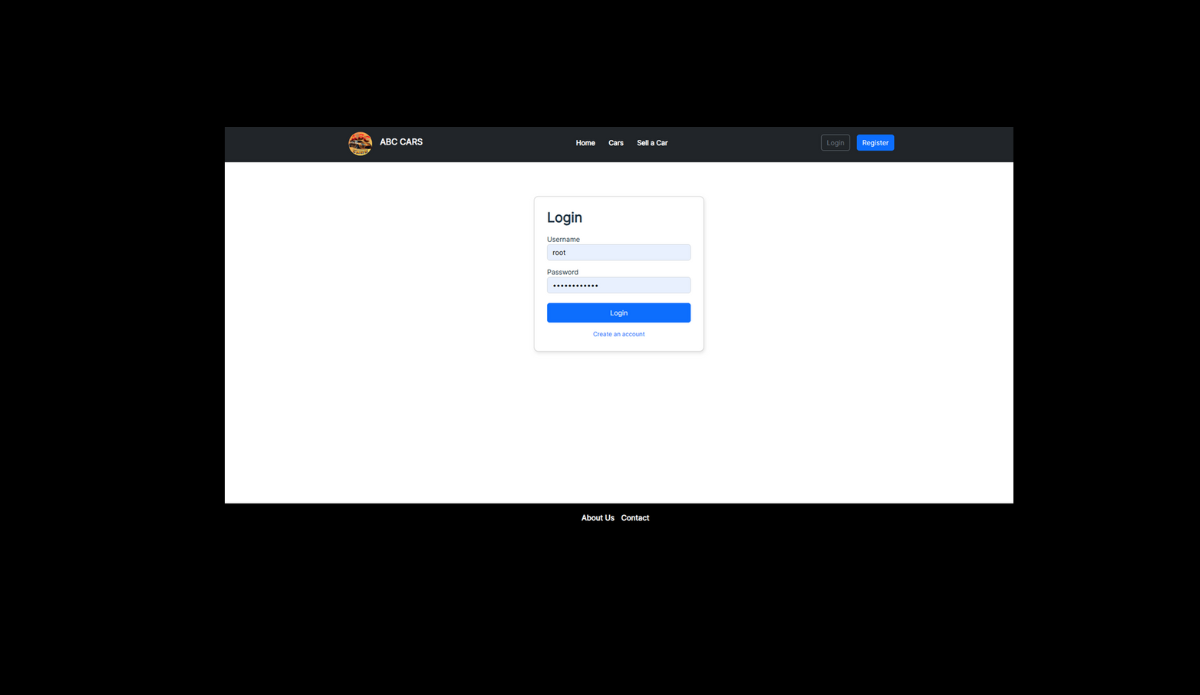 ABC CARS
Home Cars Sell a Car
Login Register
Login
Username
root
Password
••••••••••••
Login
Create an account
About Us Contact